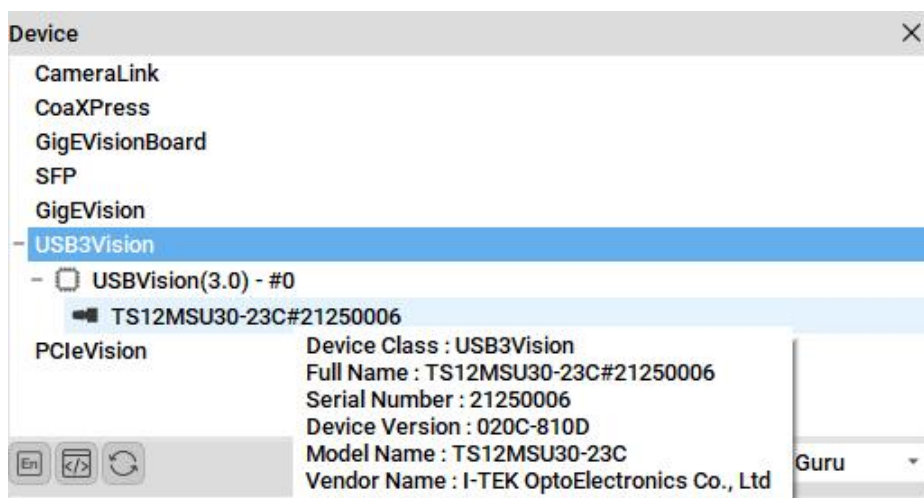 Device
CameraLink
CoaXPress
GigEVisionBoard
SFP
GigEVision
USB3Vision
USBVision(3.0) - #0
TS12MSU30-23C#21250006
PCIeVision
Device Class : USB3Vision
Full Name : TS12MSU30-23C#21250006
Serial Number : 21250006
Device Version : 020C-810D
Model Name : TS12MSU30-23C
Vendor Name : I-TEK OptoElectronics Co., Ltd
En
</>
Guru